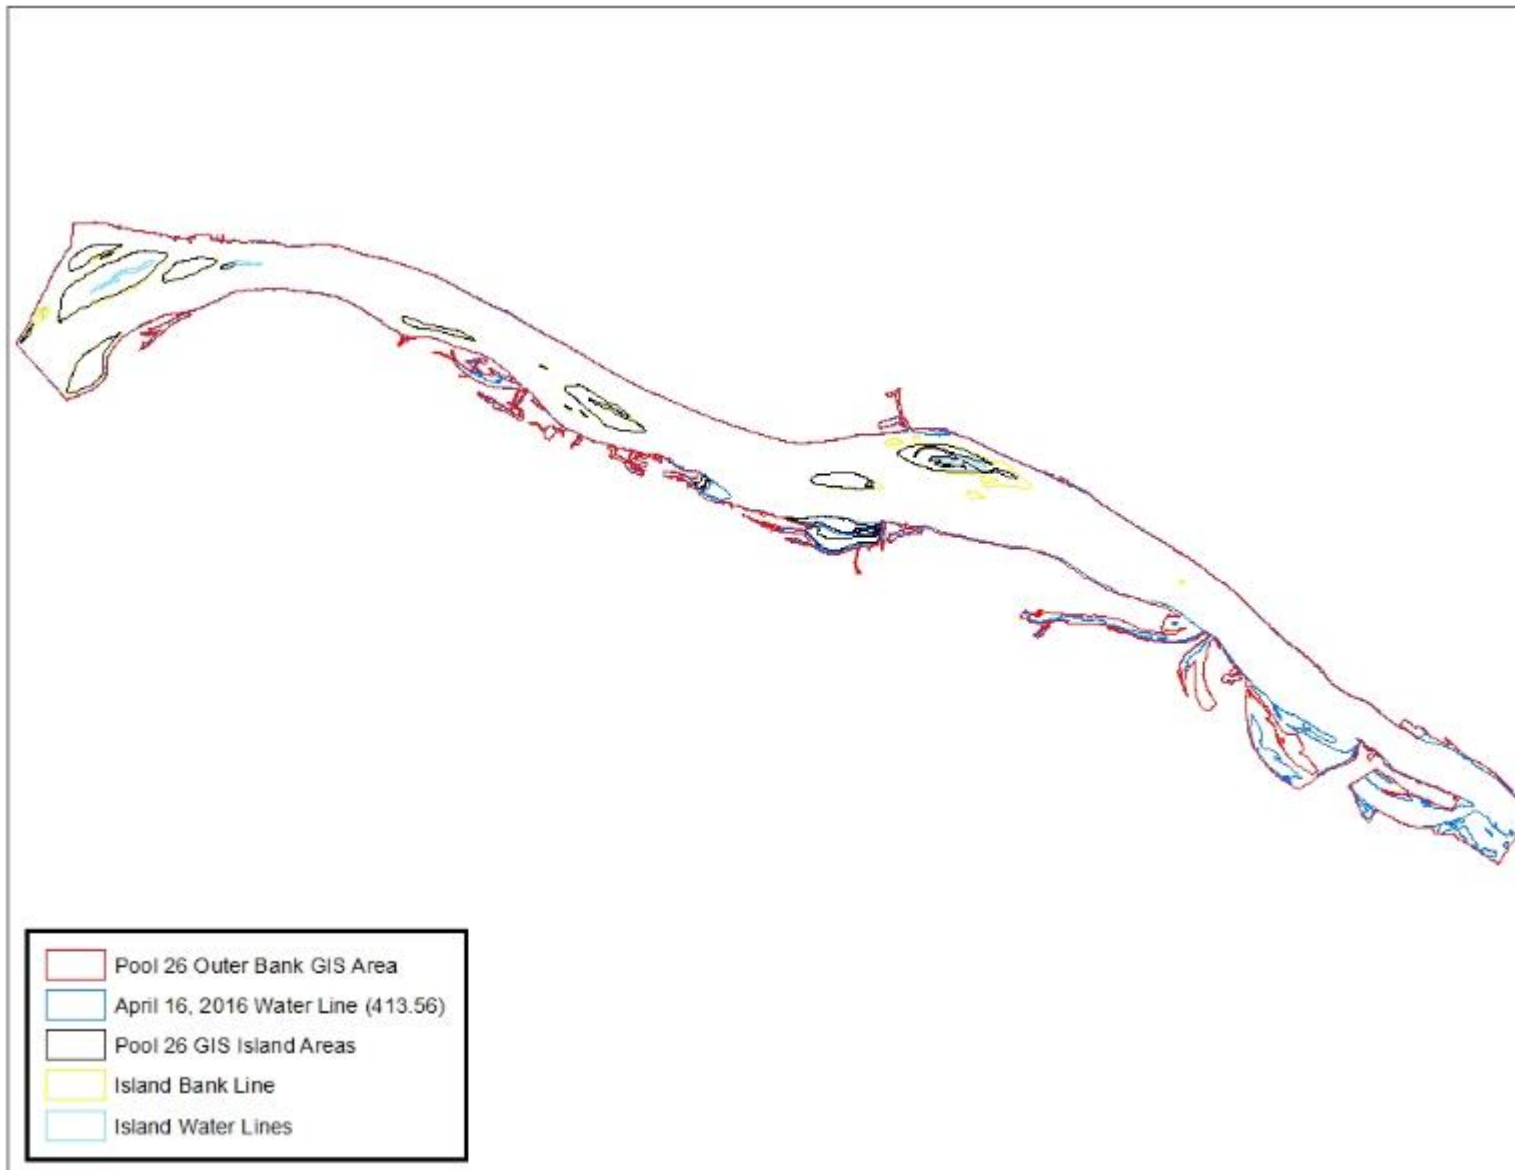 Pool 26 Outer Bank GIS Area
April 16, 2016 Water Line (413.56)
Pool 26 GIS Island Areas
Island Bank Line
Island Water Lines